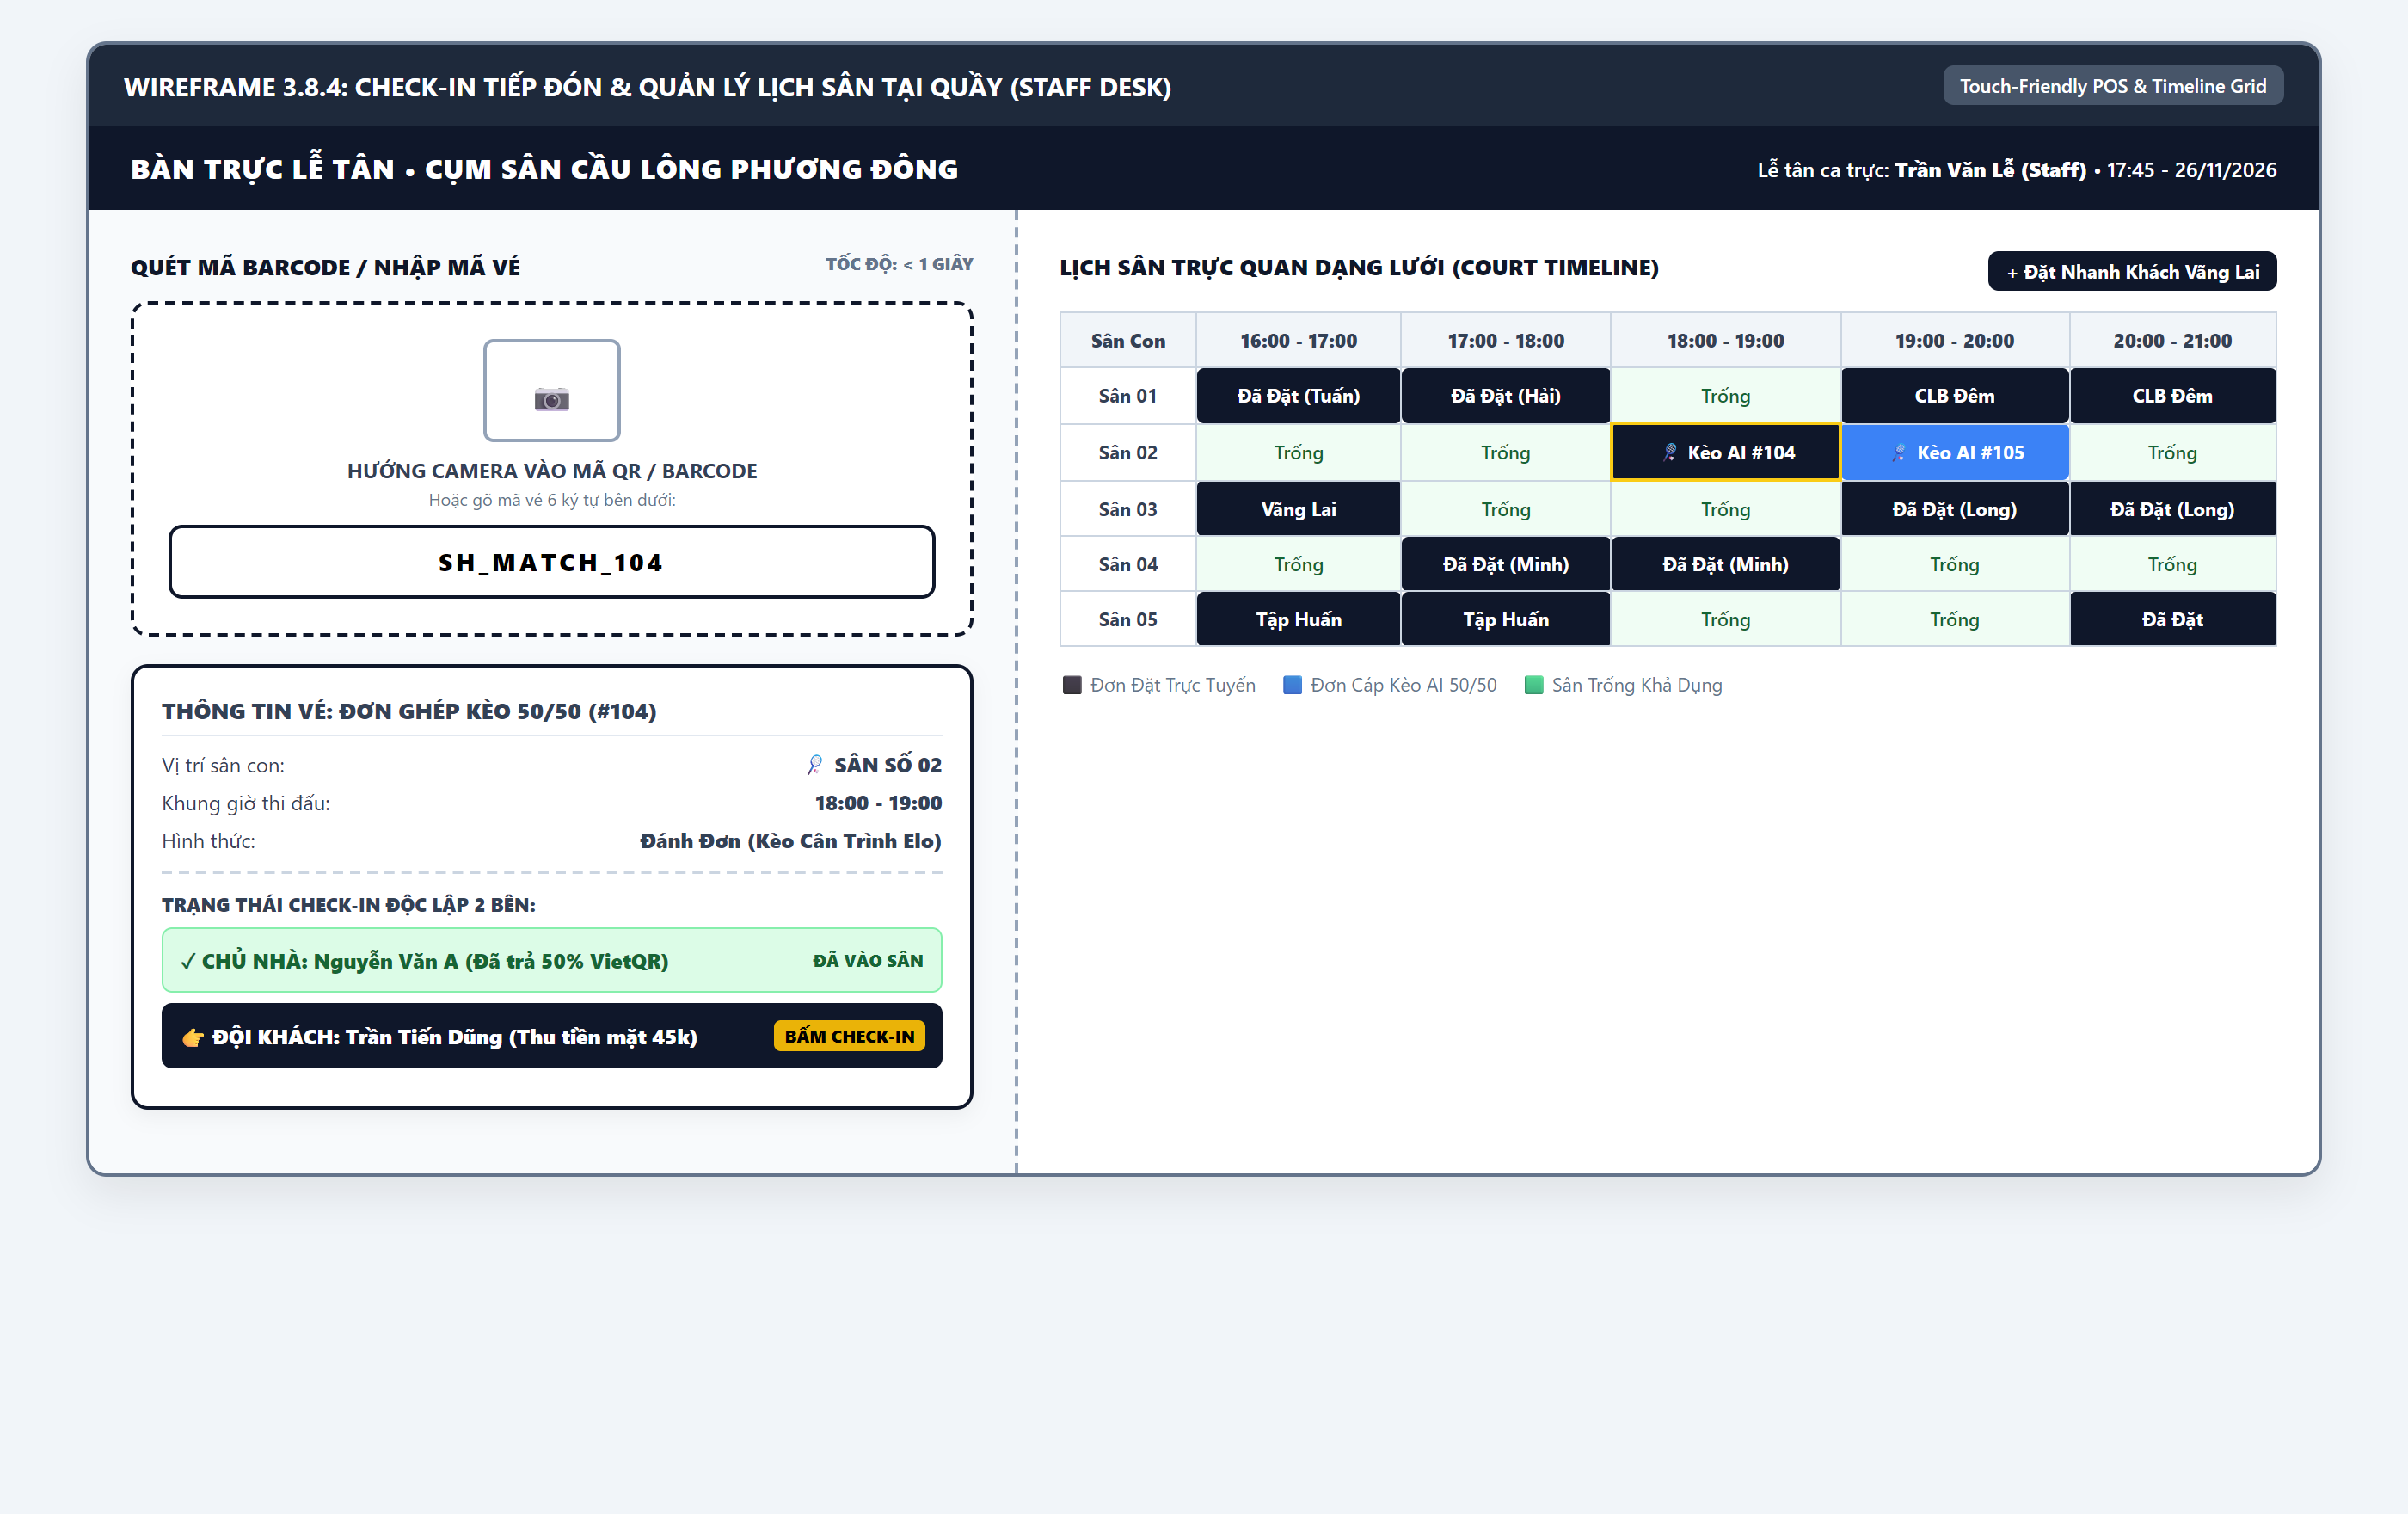 WIREFRAME 3.8.4: CHECK-IN TIẾP ĐÓN & QUẢN LÝ LỊCH SÂN TẠI QUẦY (STAFF DESK)
Touch-Friendly POS & Timeline Grid
BÀN TRỰC LỄ TÂN • CỤM SÂN CẦU LÔNG PHƯƠNG ĐÔNG
Lễ tân ca trực: Trần Văn Lễ (Staff) • 17:45 - 26/11/2026
QUÉT MÃ BARCODE / NHẬP MÃ VÉ
TỐC ĐỘ: < 1 GIÂY
HƯỚNG CAMERA VÀO MÃ QR / BARCODE
Hoặc gõ mã vé 6 ký tự bên dưới:
SH_MATCH_104
THÔNG TIN VÉ: ĐƠN GHÉP KÈO 50/50 (#104)
Vị trí sân con: SÂN SỐ 02
Khung giờ thi đấu: 18:00 - 19:00
Hình thức: Đánh Đơn (Kèo Cân Trình Elo)
TRẠNG THÁI CHECK-IN ĐỘC LẬP 2 BÊN:
✓ CHỦ NHÀ: Nguyễn Văn A (Đã trả 50% VietQR) ĐÃ VÀO SÂN
👉 ĐỘI KHÁCH: Trần Tiến Dũng (Thu tiền mặt 45k) BẤM CHECK-IN
LỊCH SÂN TRỰC QUAN DẠNG LƯỚI (COURT TIMELINE)
+ Đặt Nhanh Khách Vãng Lai
Sân Con 16:00 - 17:00 17:00 - 18:00 18:00 - 19:00 19:00 - 20:00 20:00 - 21:00
Sân 01 Đã Đặt (Tuấn) Đã Đặt (Hải) Trống CLB Đêm CLB Đêm
Sân 02 Trống Trống Kèo AI #104 Kèo AI #105 Trống
Sân 03 Vãng Lai Trống Trống Đã Đặt (Long) Đã Đặt (Long)
Sân 04 Trống Đã Đặt (Minh) Đã Đặt (Minh) Trống Trống
Sân 05 Tập Huấn Tập Huấn Trống Trống Đã Đặt
Đơn Đặt Trực Tuyến Đơn Cáp Kèo AI 50/50 Sân Trống Khả Dụng